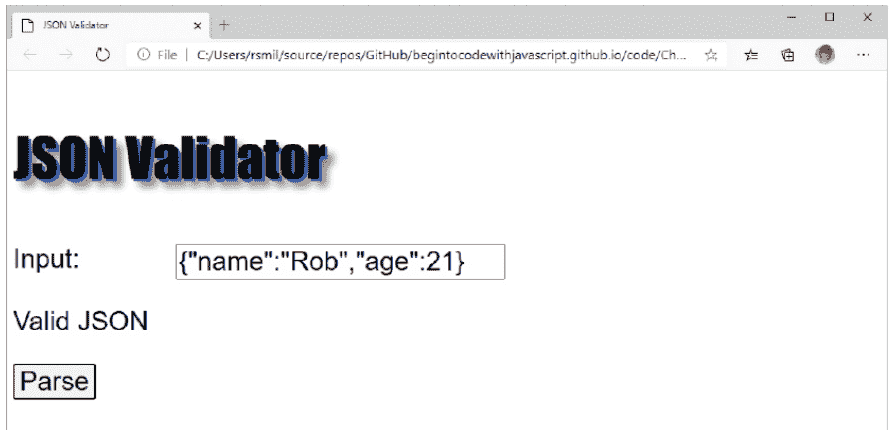 JSON Validator
File | C:/Users/rsmil/source/repos/GitHub/begintocodewithjavascript.github.io/code/Ch...
JSON Validator
Input: {"name":"Rob","age":21}
Valid JSON
Parse